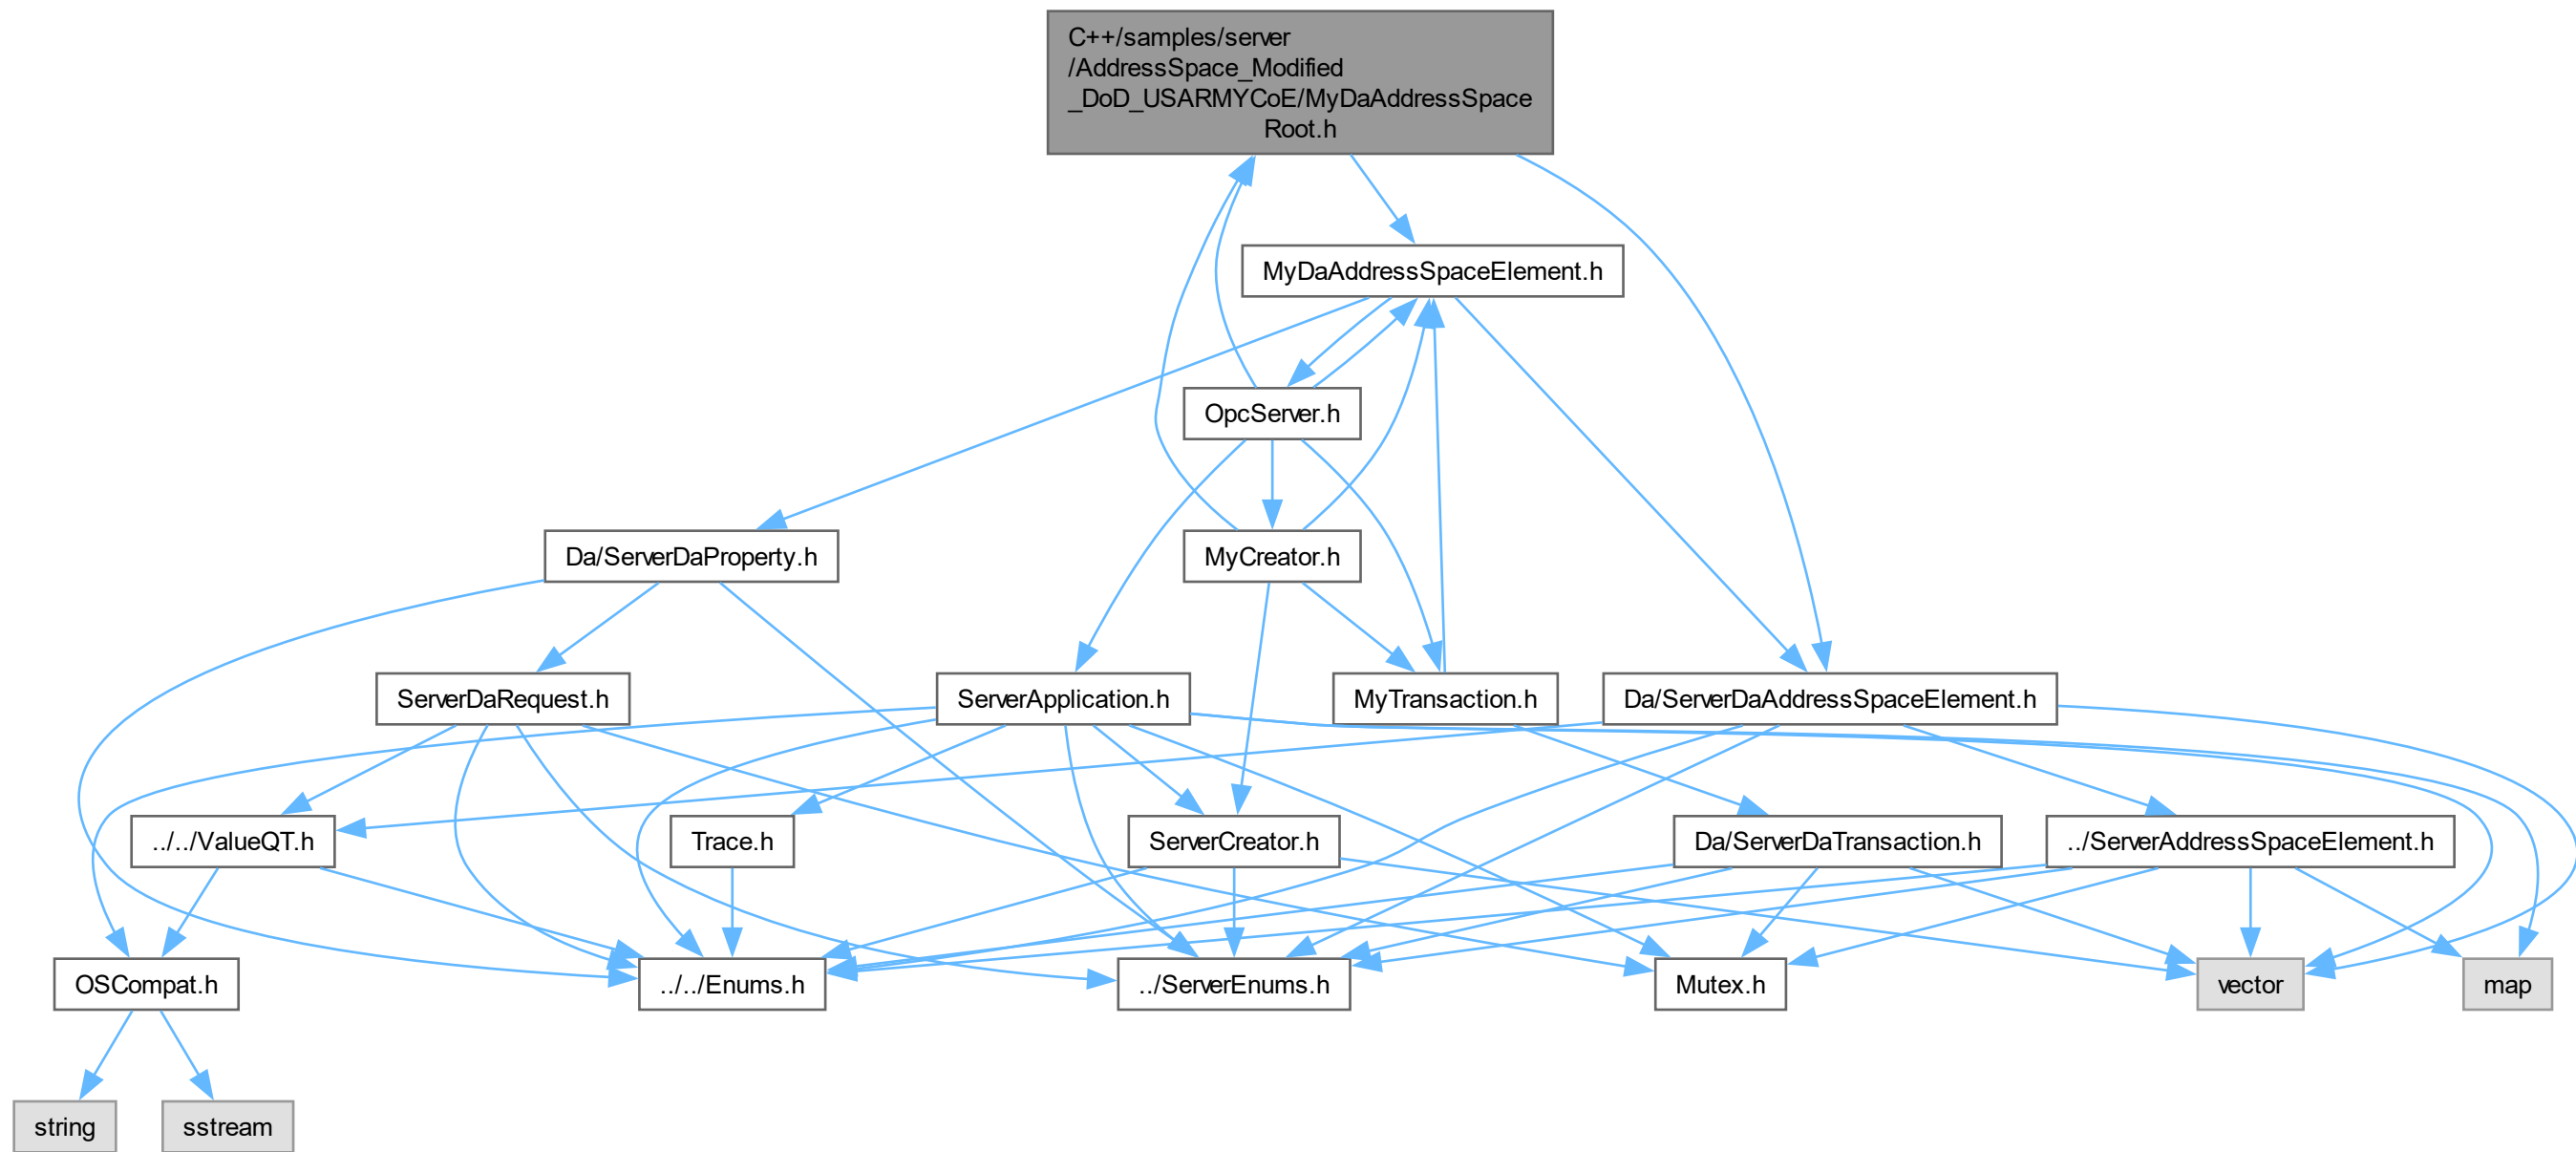 C++/samples/server
/AddressSpace_Modified
_DoD_USARMYCoE/MyDaAddressSpace
Root.h
MyDaAddressSpaceElement.h
OpcServer.h
Da/ServerDaProperty.h
MyCreator.h
ServerDaRequest.h
ServerApplication.h
MyTransaction.h
Da/ServerDaAddressSpaceElement.h
../../ValueQT.h
Trace.h
ServerCreator.h
Da/ServerDaTransaction.h
../ServerAddressSpaceElement.h
OSCompat.h
../../Enums.h
../ServerEnums.h
Mutex.h
vector
map
string
sstream